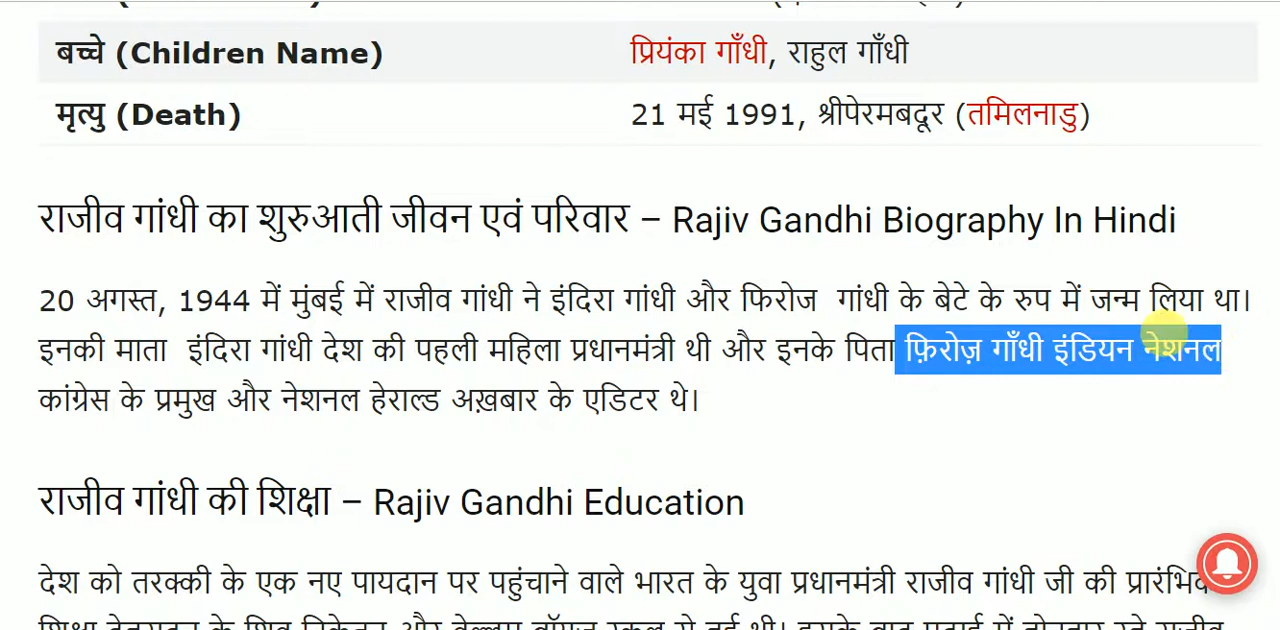 बच्चे (Children Name) प्रियंका गाँधी, राहुल गाँधी
मृत्यु (Death) 21 मई 1991, श्रीपेरमबदूर (तमिलनाडु)
राजीव गांधी का शुरुआती जीवन एवं परिवार – Rajiv Gandhi Biography In Hindi
20 अगस्त, 1944 में मुंबई में राजीव गांधी ने इंदिरा गांधी और फिरोज गांधी के बेटे के रुप में जन्म लिया था।
इनकी माता इंदिरा गांधी देश की पहली महिला प्रधानमंत्री थी और इनके पिता फ़िरोज़ गाँधी इंडियन नेशनल
कांग्रेस के प्रमुख और नेशनल हेराल्ड अख़बार के एडिटर थे।
राजीव गांधी की शिक्षा – Rajiv Gandhi Education
देश को तरक्की के एक नए पायदान पर पहुंचाने वाले भारत के युवा प्रधानमंत्री राजीव गांधी जी की